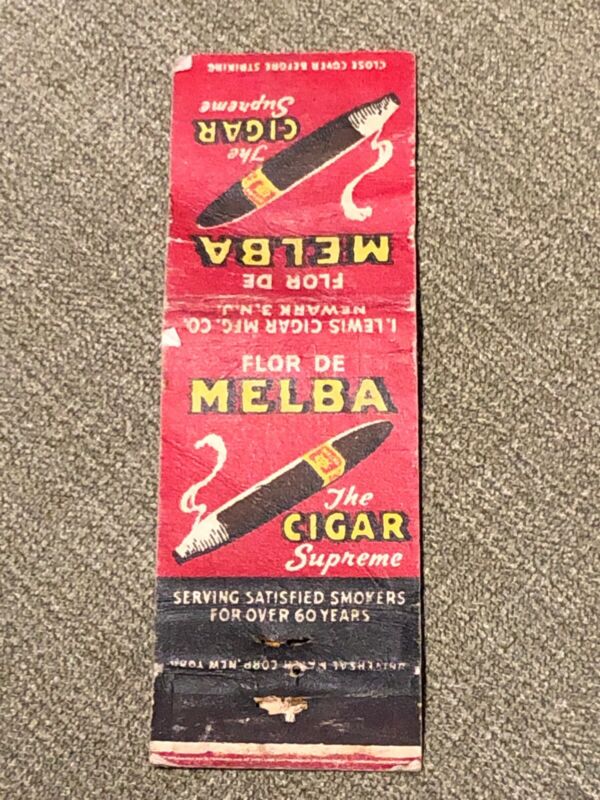 CLOSE COVER BEFORE STRIKING
The
CIGAR
Supreme
FLOR DE
MELBA
I. LEWIS CIGAR MFG. CO.
NEWARK 3, N.J.
FLOR DE
MELBA
The
CIGAR
Supreme
SERVING SATISFIED SMOKERS
FOR OVER 60 YEARS
UNIVERSAL MATCH CORP., NEW YORK